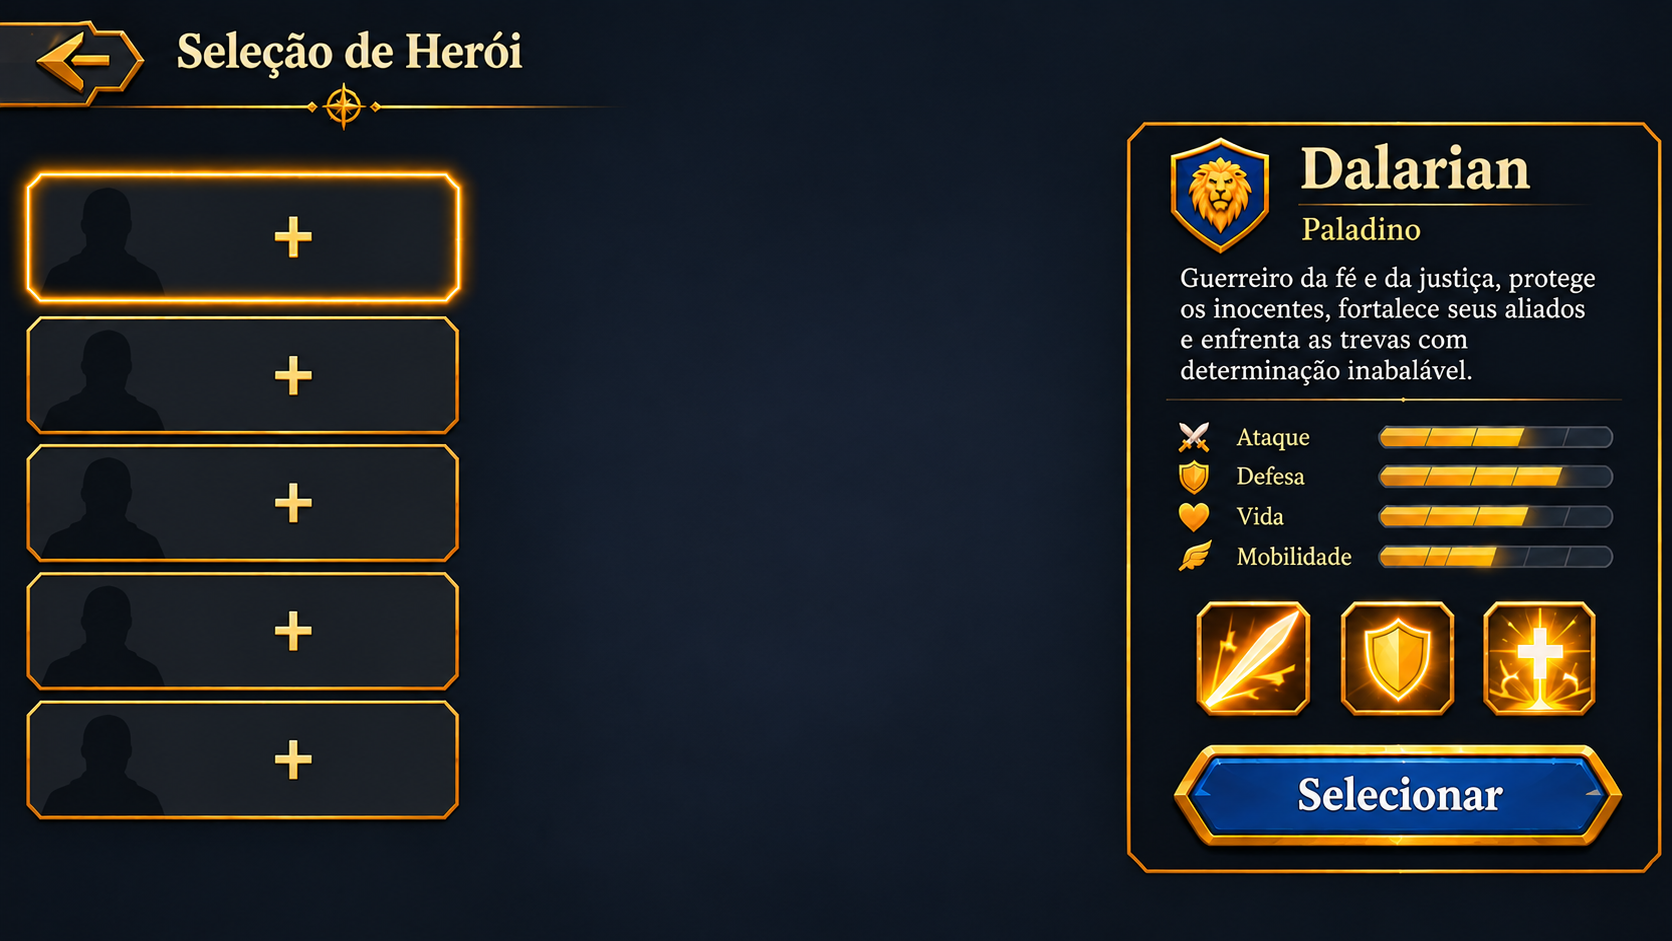 Seleção de Herói
+
+
+
+
+
Dalarian
Paladino
Guerreiro da fé e da justiça, protege
os inocentes, fortalece seus aliados
e enfrenta as trevas com
determinação inabalável.
Ataque
Defesa
Vida
Mobilidade
Selecionar